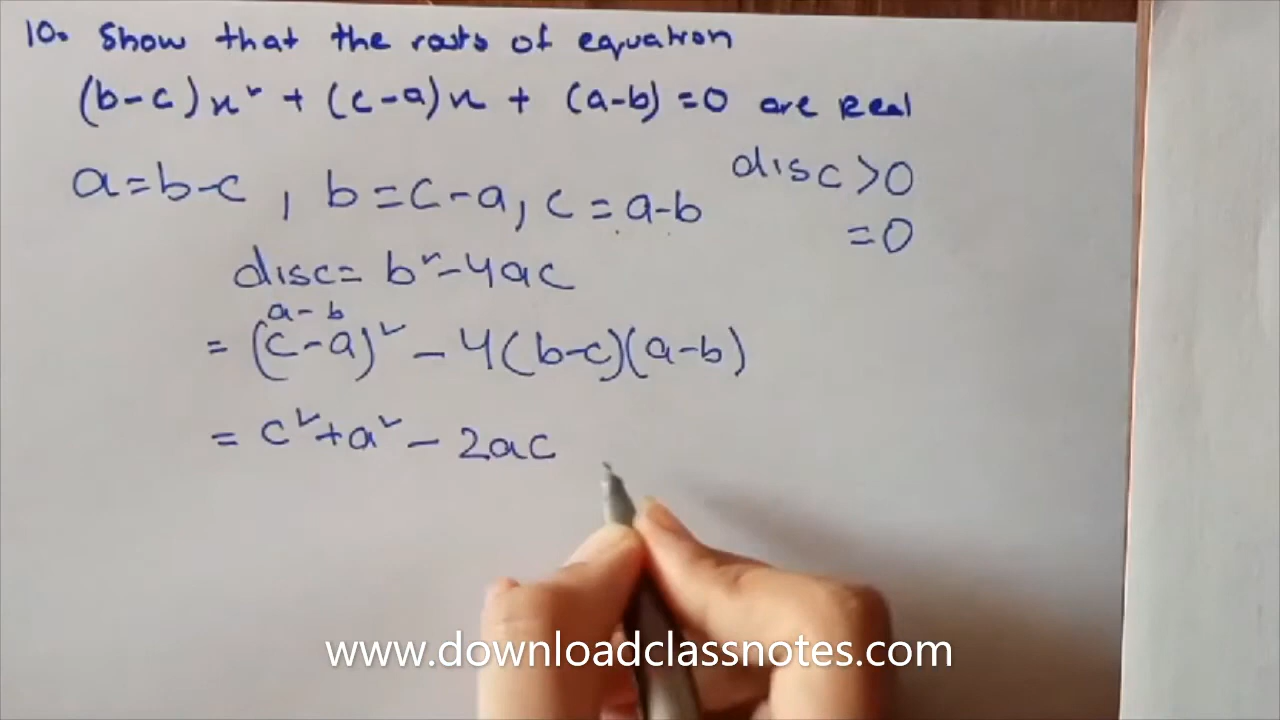 10. Show that the roots of equation
(b-c)x² + (c-a)x + (a-b) = 0 are Real
a=b-c, b=c-a, c=a-b
disc>0
=0
disc= b²-4ac
a-b
= (c-a)² - 4(b-c)(a-b)
= c²+a² - 2ac
www.downloadclassnotes.com